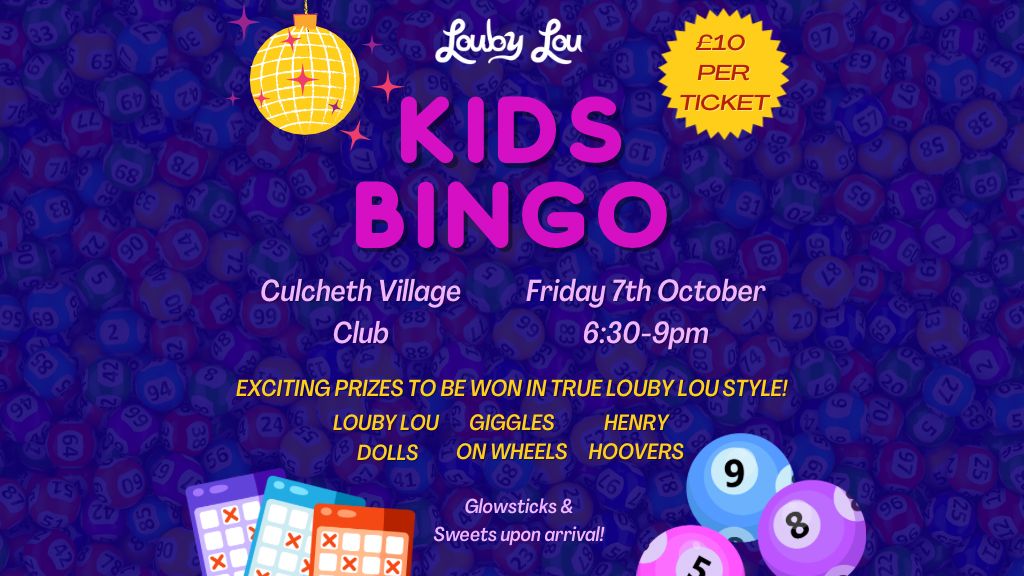 Louby Lou
£10
PER
TICKET
KIDS
BINGO
Culcheth Village
Club
Friday 7th October
6:30-9pm
EXCITING PRIZES TO BE WON IN TRUE LOUBY LOU STYLE!
LOUBY LOU
DOLLS
GIGGLES
ON WHEELS
HENRY
HOOVERS
Glowsticks &
Sweets upon arrival!
9
8
5